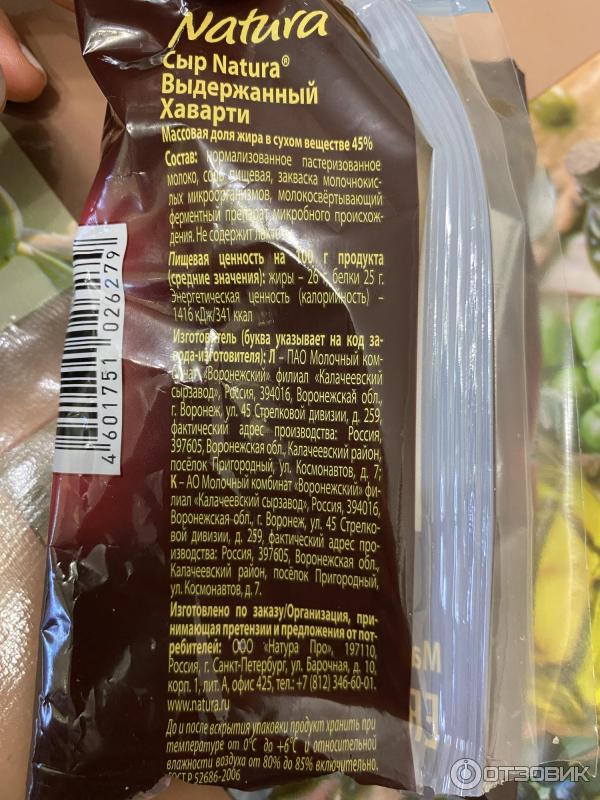 Natura
Сыр Natura®
Выдержанный
Хаварти
Массовая доля жира в сухом веществе 45%
Состав: нормализованное пастеризованное
молоко, соль пищевая, закваска молочнокис-
лых микроорганизмов, молокосвёртывающий
ферментный препарат микробного происхож-
дения. Не содержит
Пищевая ценность на 100 г продукта
(средние значения): жиры – 26 г, белки 25 г.
Энергетическая ценность (калорийность) –
1416 кДж/341 ккал
Изготовитель (буква указывает на код за-
вода-изготовителя): Л – ПАО Молочный ком-
бинат «Воронежский» филиал «Калачеевский
сырзавод», Россия, 394016, Воронежская обл.,
г. Воронеж, ул. 45 Стрелковой дивизии, д. 259,
фактический адрес производства: Россия,
397605, Воронежская обл., Калачеевский район,
посёлок Пригородный, ул. Космонавтов, д. 7;
К – АО Молочный комбинат «Воронежский» фи-
лиал «Калачеевский сырзавод», Россия, 394016,
Воронежская обл., г. Воронеж, ул. 45 Стрелко-
вой дивизии, д. 259, фактический адрес про-
изводства: Россия, 397605, Воронежская обл.,
Калачеевский район, посёлок Пригородный,
ул. Космонавтов, д. 7.
Изготовлено по заказу/Организация, при-
нимающая претензии и предложения от пот-
ребителей: ООО «Натура Про», 197110,
Россия, г. Санкт-Петербург, ул. Барочная, д. 10,
корп. 1, лит. А, офис 425, тел.: +7 (812) 346-60-01.
www.natura.ru
До и после вскрытия упаковки продукт хранить при
температуре от 0°С до +6°С и относительной
влажности воздуха от 80% до 85% включительно.
ГОСТ Р 52686-2006
4 601751 026279
Ма
ОТЗОВИК